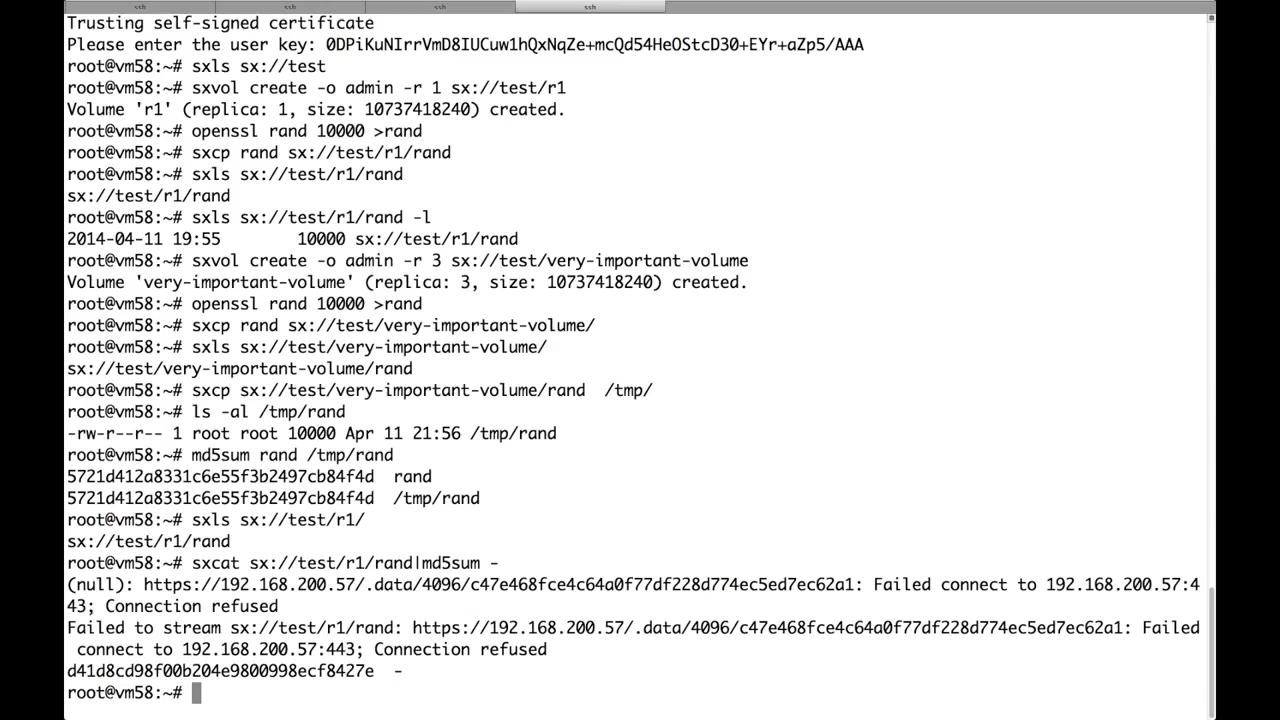 ssh ssh ssh ssh
Trusting self-signed certificate
Please enter the user key: 0DPiKuNIrrVmD8IUCuw1hQxNqZe+mcQd54HeOStcD30+EYr+aZp5/AAA
root@vm58:~# sxls sx://test
root@vm58:~# sxvol create -o admin -r 1 sx://test/r1
Volume 'r1' (replica: 1, size: 10737418240) created.
root@vm58:~# openssl rand 10000 >rand
root@vm58:~# sxcp rand sx://test/r1/rand
root@vm58:~# sxls sx://test/r1/rand
sx://test/r1/rand
root@vm58:~# sxls sx://test/r1/rand -l
2014-04-11 19:55        10000 sx://test/r1/rand
root@vm58:~# sxvol create -o admin -r 3 sx://test/very-important-volume
Volume 'very-important-volume' (replica: 3, size: 10737418240) created.
root@vm58:~# openssl rand 10000 >rand
root@vm58:~# sxcp rand sx://test/very-important-volume/
root@vm58:~# sxls sx://test/very-important-volume/
sx://test/very-important-volume/rand
root@vm58:~# sxcp sx://test/very-important-volume/rand  /tmp/
root@vm58:~# ls -al /tmp/rand
-rw-r--r-- 1 root root 10000 Apr 11 21:56 /tmp/rand
root@vm58:~# md5sum rand /tmp/rand
5721d412a8331c6e55f3b2497cb84f4d  rand
5721d412a8331c6e55f3b2497cb84f4d  /tmp/rand
root@vm58:~# sxls sx://test/r1/
sx://test/r1/rand
root@vm58:~# sxcat sx://test/r1/rand|md5sum -
(null): https://192.168.200.57/.data/4096/c47e468fce4c64a0f77df228d774ec5ed7ec62a1: Failed connect to 192.168.200.57:4
43; Connection refused
Failed to stream sx://test/r1/rand: https://192.168.200.57/.data/4096/c47e468fce4c64a0f77df228d774ec5ed7ec62a1: Failed
 connect to 192.168.200.57:443; Connection refused
d41d8cd98f00b204e9800998ecf8427e  -
root@vm58:~#